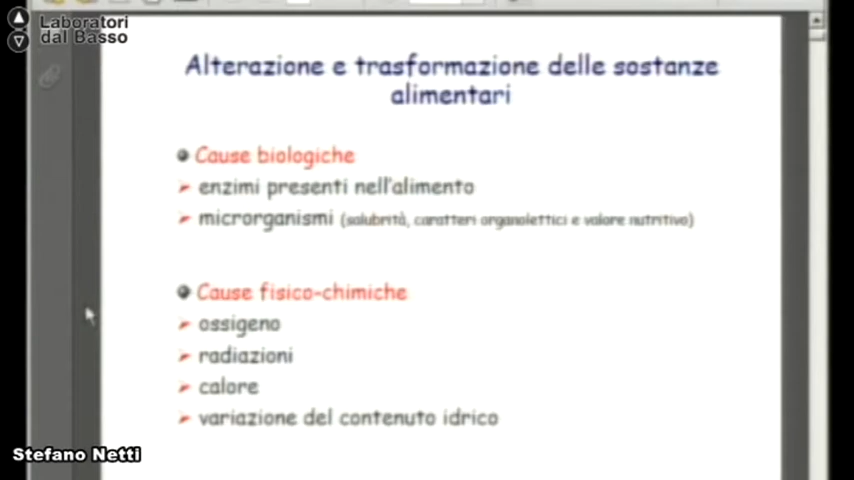 Laboratori
dal Basso
Alterazione e trasformazione delle sostanze
alimentari
Cause biologiche
enzimi presenti nell'alimento
microrganismi (salubrità, caratteri organolettici e valore nutritivo)
Cause fisico-chimiche
ossigeno
radiazioni
calore
variazione del contenuto idrico
Stefano Netti